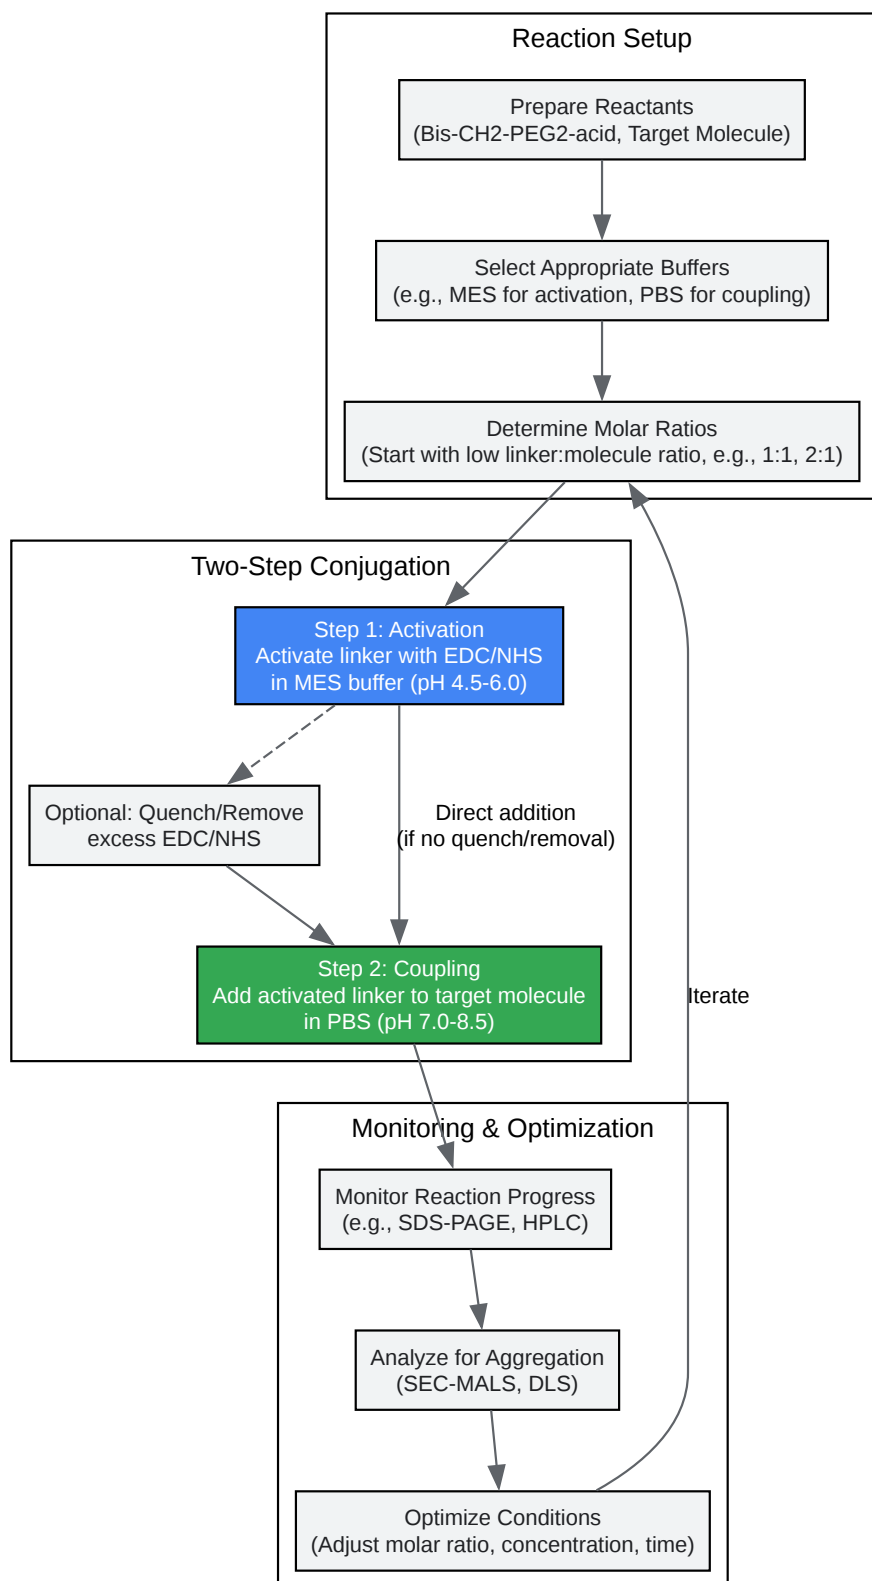 Reaction Setup
Prepare Reactants
(Bis-CH2-PEG2-acid, Target Molecule)
Select Appropriate Buffers
(e.g., MES for activation, PBS for coupling)
Determine Molar Ratios
(Start with low linker:molecule ratio, e.g., 1:1, 2:1)
Two-Step Conjugation
Step 1: Activation
Activate linker with EDC/NHS
in MES buffer (pH 4.5-6.0)
Optional: Quench/Remove
excess EDC/NHS
Direct addition
(if no quench/removal)
Step 2: Coupling
Add activated linker to target molecule
in PBS (pH 7.0-8.5)
Iterate
Monitoring & Optimization
Monitor Reaction Progress
(e.g., SDS-PAGE, HPLC)
Analyze for Aggregation
(SEC-MALS, DLS)
Optimize Conditions
(Adjust molar ratio, concentration, time)